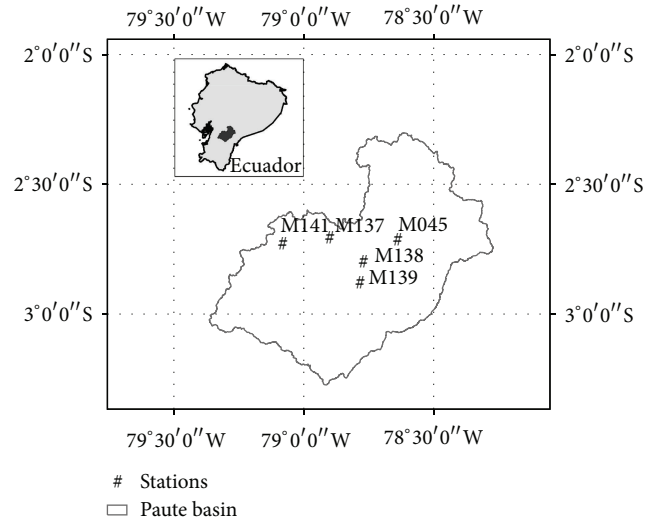 79°30′0″W 79°0′0″W 78°30′0″W
2°0′0″S 2°0′0″S
Ecuador
2°30′0″S 2°30′0″S
M141 M137 M045
# # #
# M138
# M139
3°0′0″S 3°0′0″S
79°30′0″W 79°0′0″W 78°30′0″W
# Stations
Paute basin